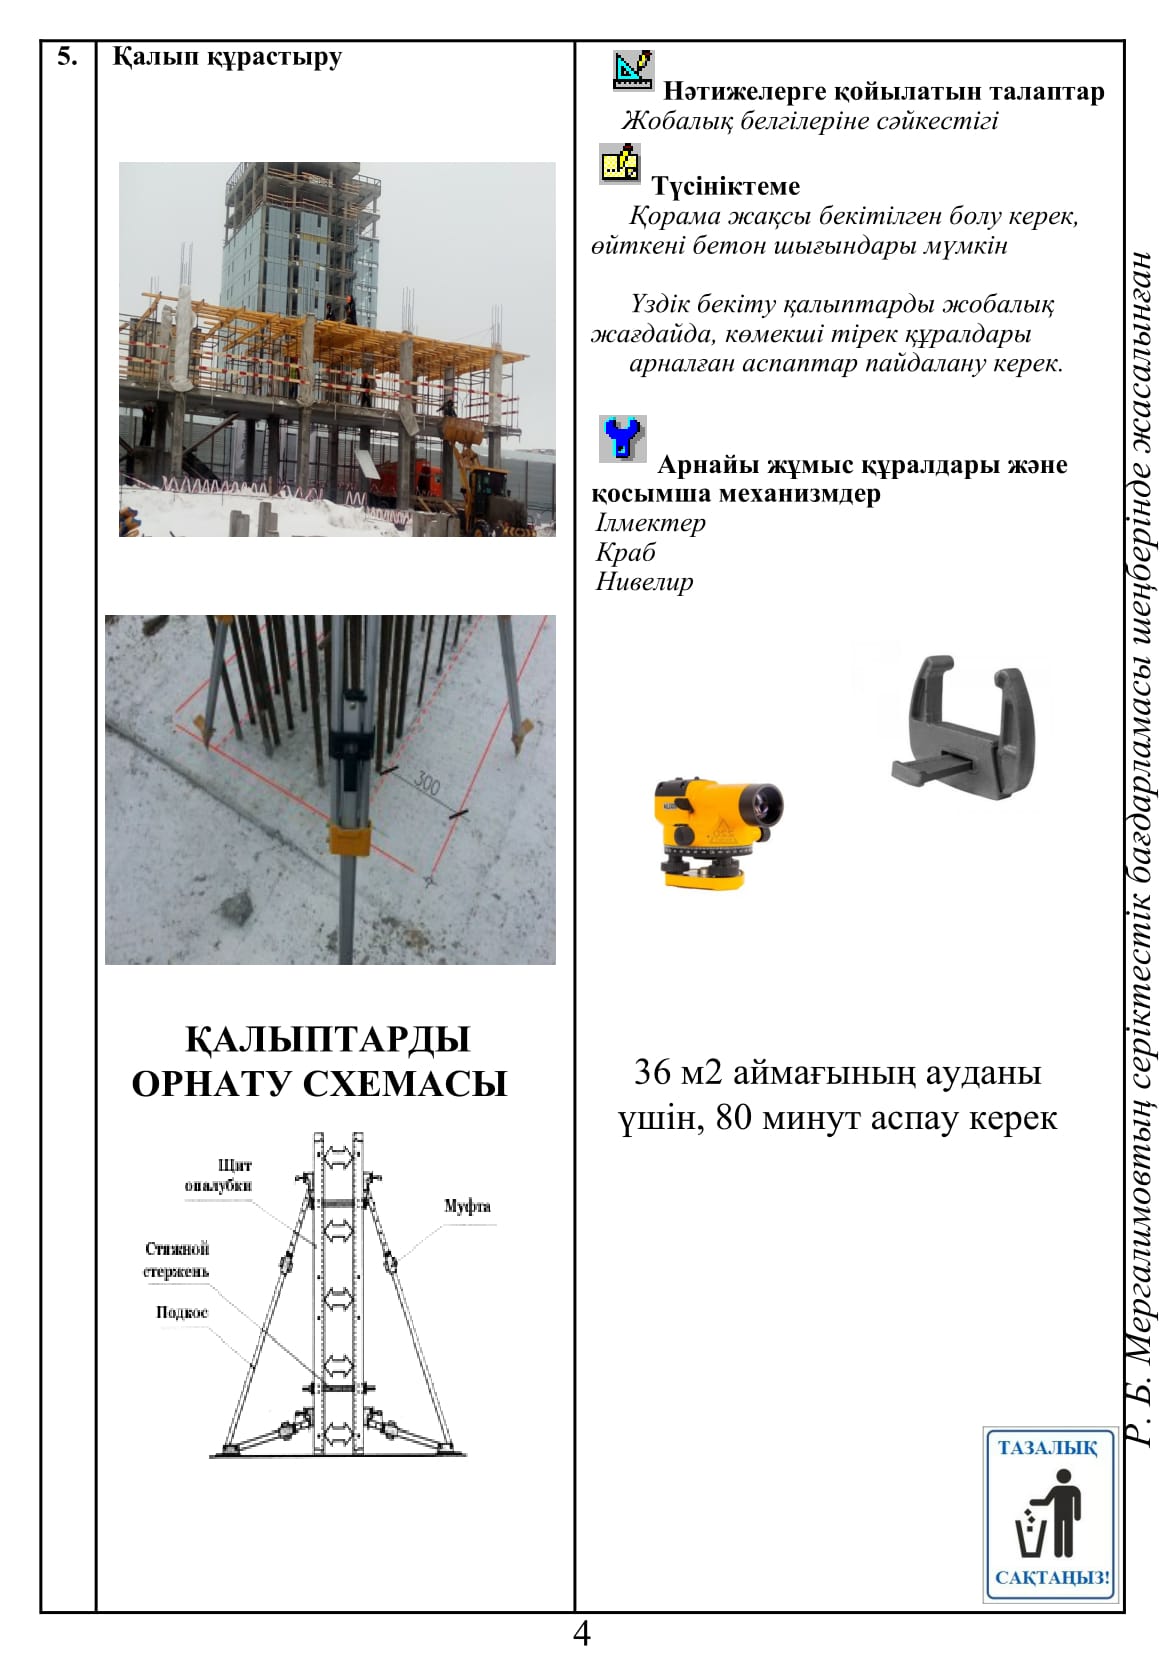 5.
Қалып құрастыру
300
ҚАЛЫПТАРДЫ
ОРНАТУ СХЕМАСЫ
Щит
опалубки
Муфта
Стяжной
стержень
Подкос
Нәтижелерге қойылатын талаптар
Жобалық белгілеріне сәйкестігі
Түсініктеме
Қорама жақсы бекітілген болу керек,
өйткені бетон шығындары мүмкін
Үздік бекіту қалыптарды жобалық
жағдайда, көмекші тірек құралдары
арналған аспаптар пайдалану керек.
Арнайы жұмыс құралдары және
қосымша механизмдер
Ілмектер
Краб
Нивелир
36 м2 аймағының ауданы
үшін, 80 минут аспау керек
ТАЗАЛЫҚ
САҚТАҢЫЗ!
Р. Б. Мергалимовтың серіктестік бағдарламасы шеңберінде жасалынған
4